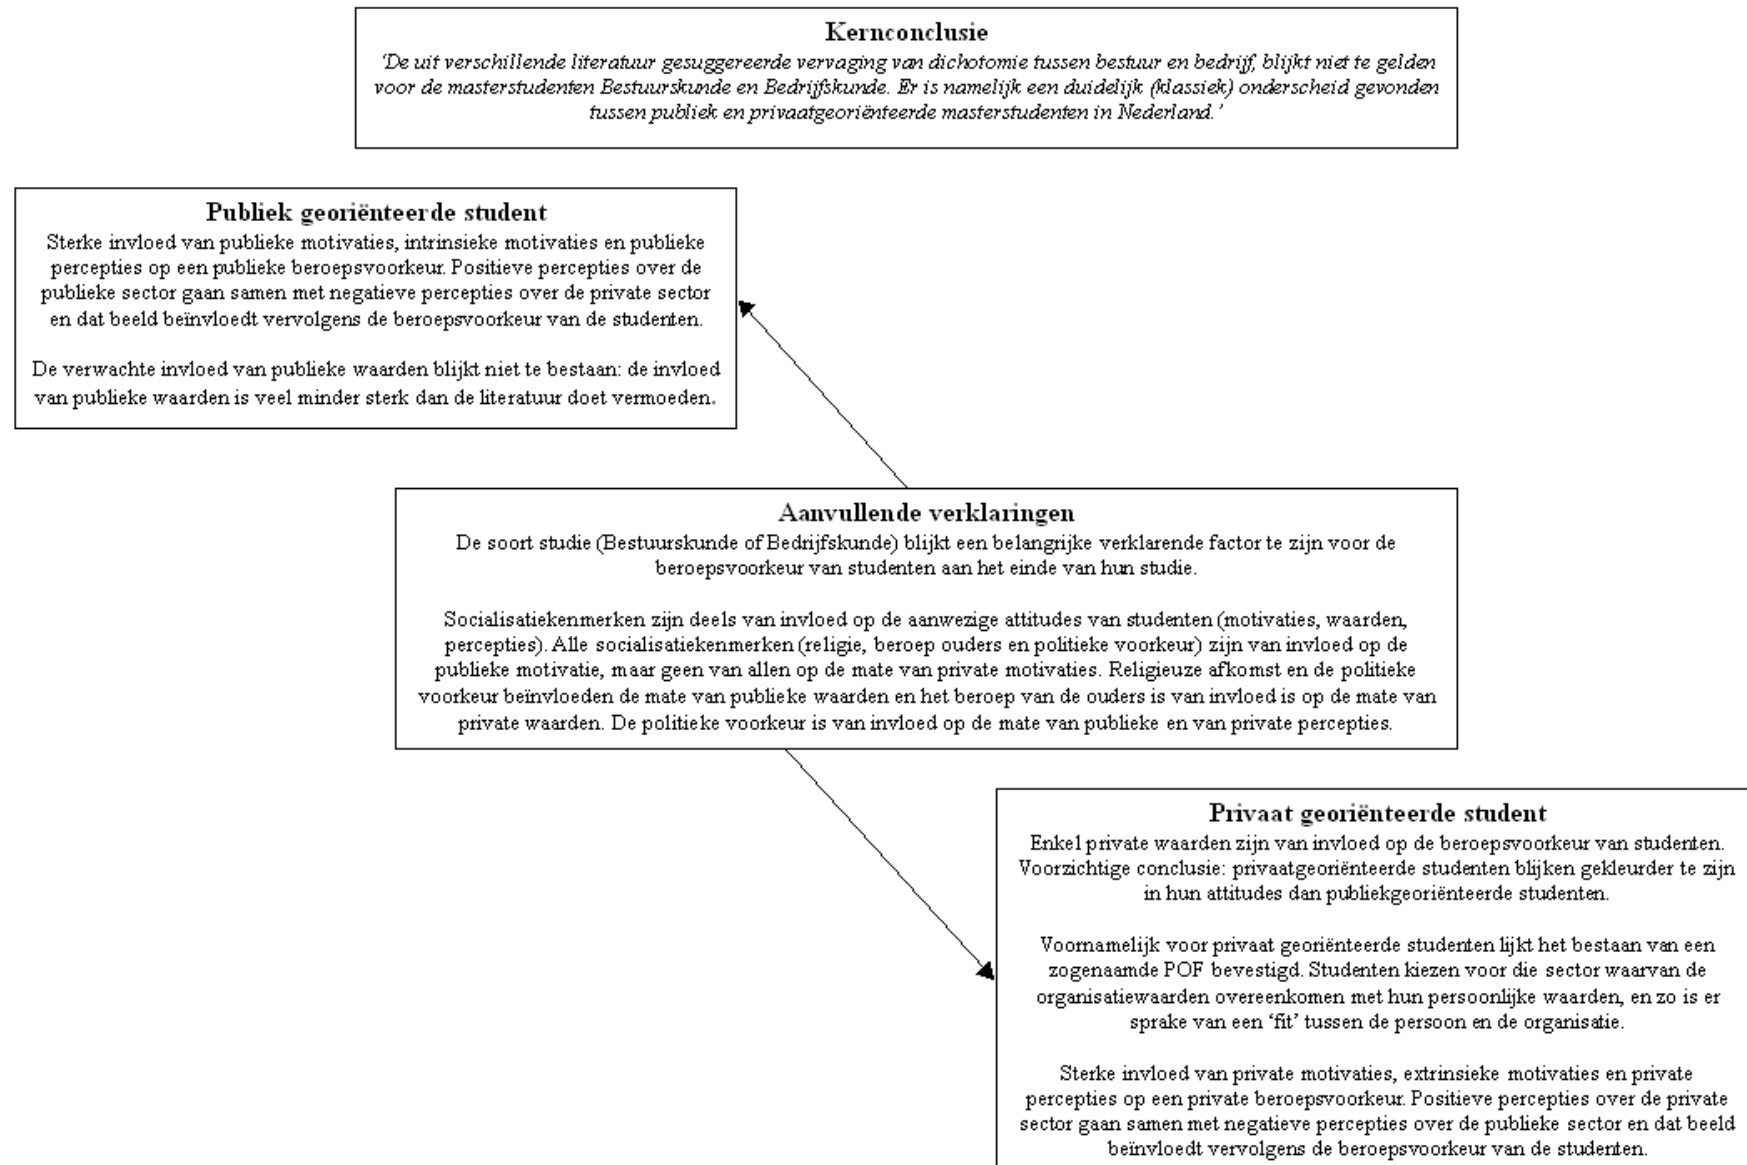 Kernconclusie
'De uit verschillende literatuur gesuggereerde vervaging van dichotomie tussen bestuur en bedrijf, blijkt niet te gelden
voor de masterstudenten Bestuurskunde en Bedrijfskunde. Er is namelijk een duidelijk (klassiek) onderscheid gevonden
tussen publiek en privaatgeoriënteerde masterstudenten in Nederland.'
Publiek georiënteerde student
Sterke invloed van publieke motivaties, intrinsieke motivaties en publieke
percepties op een publieke beroepsvoorkeur. Positieve percepties over de
publieke sector gaan samen met negatieve percepties over de private sector
en dat beeld beïnvloedt vervolgens de beroepsvoorkeur van de studenten.
De verwachte invloed van publieke waarden blijkt niet te bestaan: de invloed
van publieke waarden is veel minder sterk dan de literatuur doet vermoeden.
Aanvullende verklaringen
De soort studie (Bestuurskunde of Bedrijfskunde) blijkt een belangrijke verklarende factor te zijn voor de
beroepsvoorkeur van studenten aan het einde van hun studie.
Socialisatiekenmerken zijn deels van invloed op de aanwezige attitudes van studenten (motivaties, waarden,
percepties). Alle socialisatiekenmerken (religie, beroep ouders en politieke voorkeur) zijn van invloed op de
publieke motivatie, maar geen van allen op de mate van private motivaties. Religieuze afkomst en de politieke
voorkeur beïnvloeden de mate van publieke waarden en het beroep van de ouders is van invloed is op de mate van
private waarden. De politieke voorkeur is van invloed op de mate van publieke en van private percepties.
Privaat georiënteerde student
Enkel private waarden zijn van invloed op de beroepsvoorkeur van studenten.
Voorzichtige conclusie: privaatgeoriënteerde studenten blijken gekleurder te zijn
in hun attitudes dan publiekgeoriënteerde studenten.
Voornamelijk voor privaat georiënteerde studenten lijkt het bestaan van een
zogenaamde POF bevestigd. Studenten kiezen voor die sector waarvan de
organisatiewaarden overeenkomen met hun persoonlijke waarden, en zo is er
sprake van een 'fit' tussen de persoon en de organisatie.
Sterke invloed van private motivaties, extrinsieke motivaties en private
percepties op een private beroepsvoorkeur. Positieve percepties over de private
sector gaan samen met negatieve percepties over de publieke sector en dat beeld
beïnvloedt vervolgens de beroepsvoorkeur van de studenten.